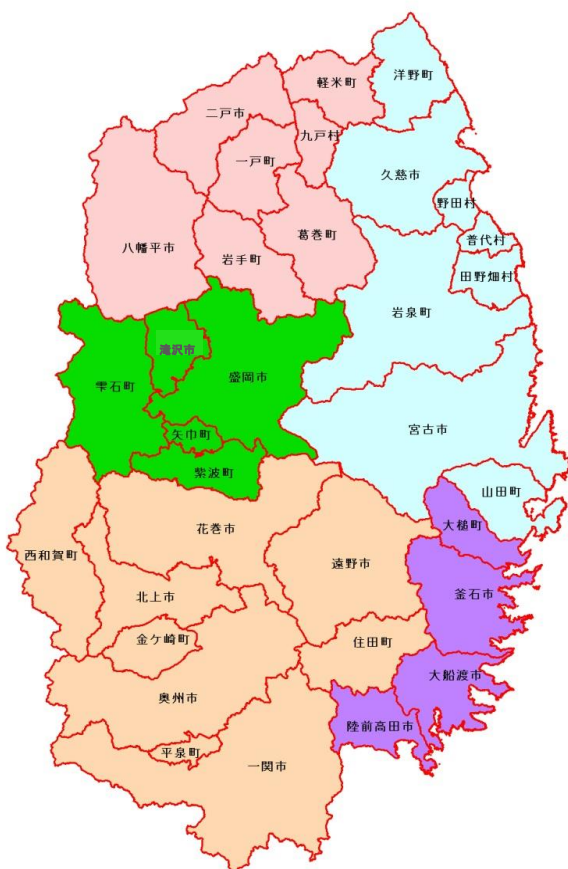 洋野町
軽米町
二戸市
九戸村
一戸町
久慈市
野田村
葛巻町
普代村
八幡平市
岩手町
田野畑村
岩泉町
滝沢市
盛岡市
雫石町
宮古市
矢巾町
紫波町
山田町
大槌町
花巻市
西和賀町
遠野市
釜石市
北上市
金ケ崎町
住田町
大船渡市
奥州市
陸前高田市
平泉町
一関市